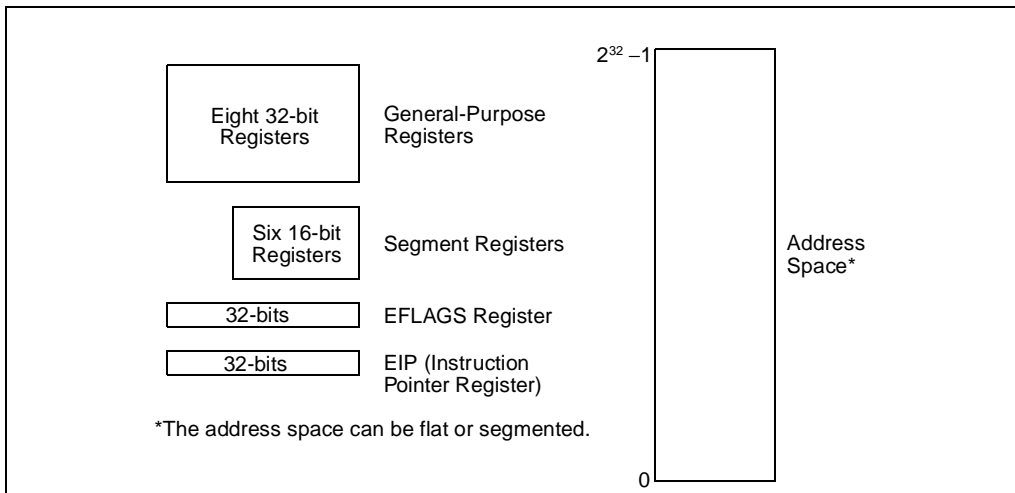 2³² –1
Eight 32-bit
Registers
General-Purpose
Registers
Six 16-bit
Registers
Segment Registers
Address
Space*
32-bits
EFLAGS Register
32-bits
EIP (Instruction
Pointer Register)
*The address space can be flat or segmented.
0